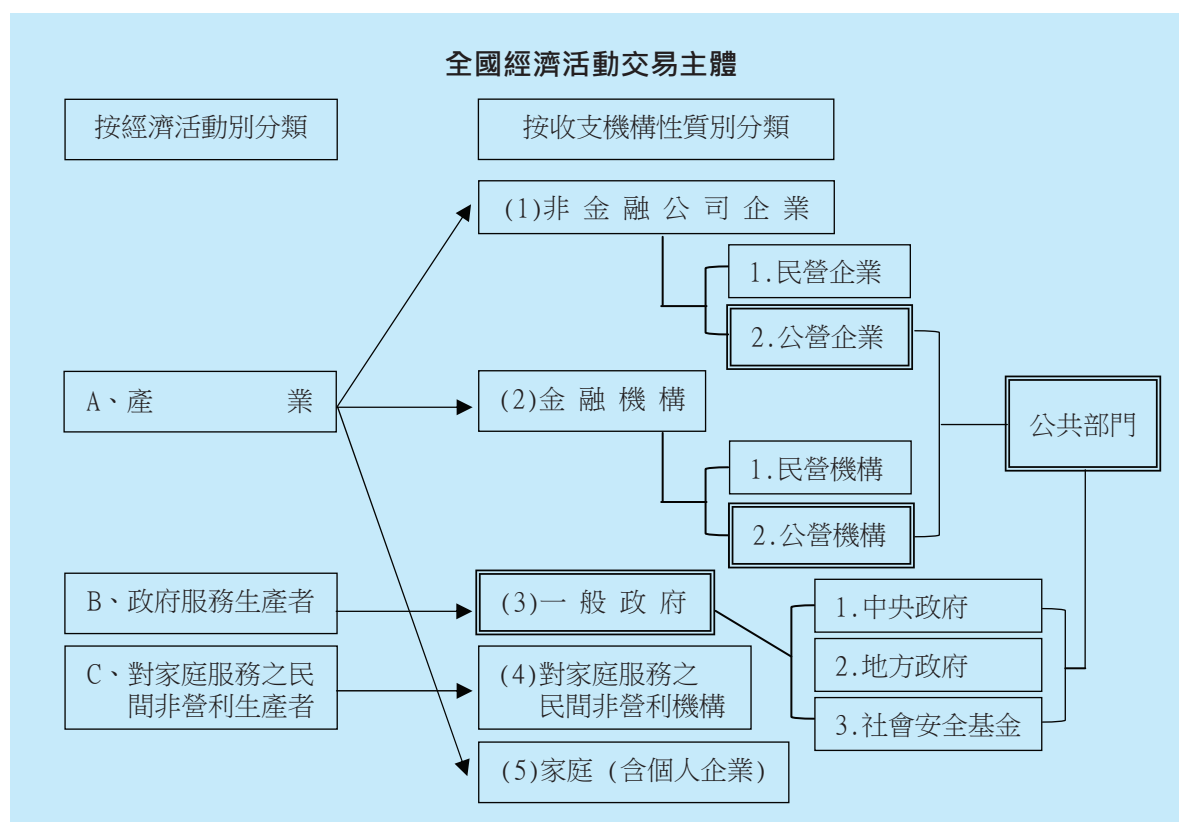 全國經濟活動交易主體
按經濟活動別分類
按收支機構性質別分類
(1)非金融公司企業
1.民營企業
2.公營企業
A、產 業
(2)金融機構
公共部門
1.民營機構
2.公營機構
B、政府服務生產者
(3)一般政府
1.中央政府
2.地方政府
3.社會安全基金
C、對家庭服務之民
間非營利生產者
(4)對家庭服務之
民間非營利機構
(5)家庭 (含個人企業)